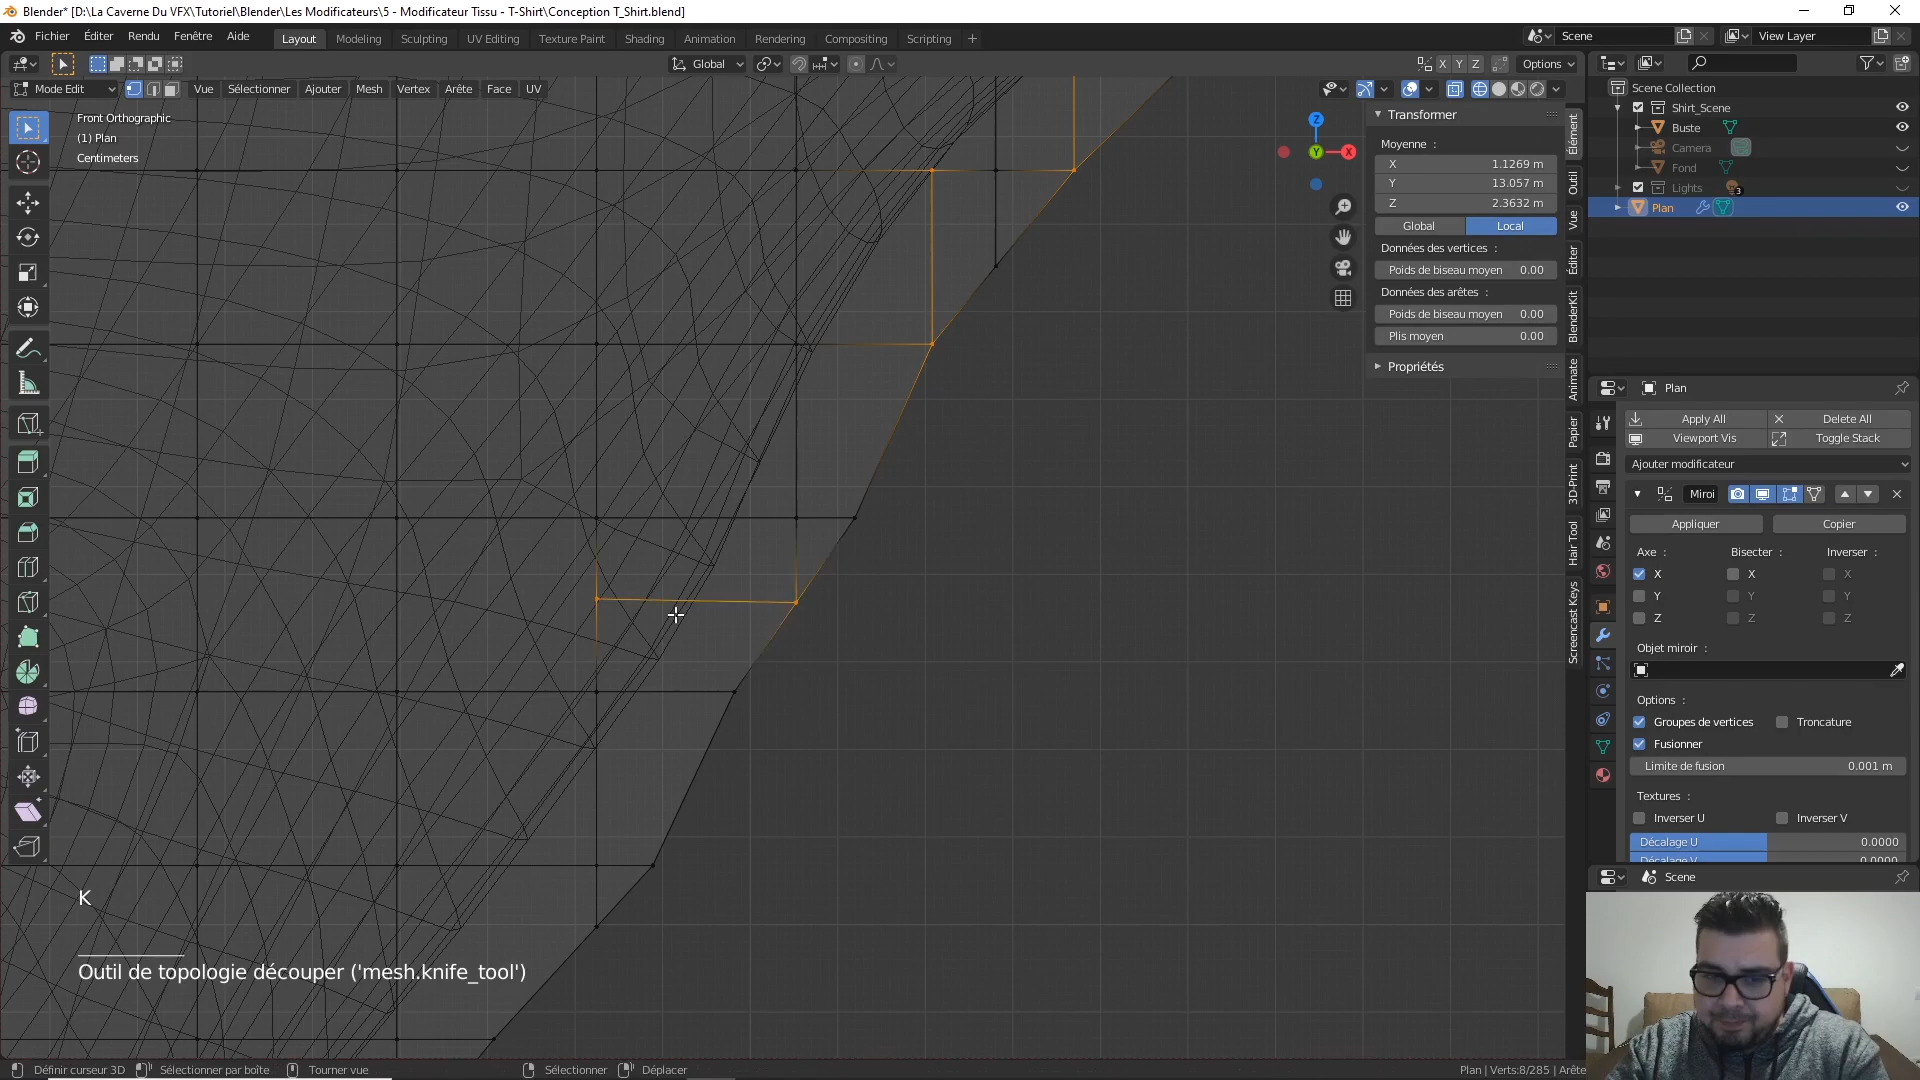 Blender* [D:\La Caverne Du VFX\Tutoriel\Blender\Les Modificateurs\5 - Modificateur Tissu - T-Shirt\Conception T_Shirt.blend]
Fichier Éditer Rendu Fenêtre Aide Layout Modeling Sculpting UV Editing Texture Paint Shading Animation Rendering Compositing Scripting Scene View Layer
Global X Y Z Options
Mode Edit Vue Sélectionner Ajouter Mesh Vertex Arête Face UV
Front Orthographic
(1) Plan
Centimeters
Z
Y
X
Transformer
Moyenne :
X 1.1269 m
Y 13.057 m
Z 2.3632 m
Global Local
Données des vertices :
Poids de biseau moyen 0.00
Données des arêtes :
Poids de biseau moyen 0.00
Plis moyen 0.00
Propriétés
Élément
Outil
Vue
Éditer
BlenderKit
Animate
Papier
3D-Print
Hair Tool
Screencast Keys
Scene Collection
Shirt_Scene
Buste
Camera
Fond
Lights 3
Plan
Plan
Apply All Delete All
Viewport Vis Toggle Stack
Ajouter modificateur
Miroi
Appliquer Copier
Axe : Bisecter : Inverser :
X X X
Y Y Y
Z Z Z
Objet miroir :
Options :
Groupes de vertices Troncature
Fusionner
Limite de fusion 0.001 m
Textures :
Inverser U Inverser V
Décalage U 0.0000
Décalage V 0.0000
Scene
K
Outil de topologie découper ('mesh.knife_tool')
Définir curseur 3D Sélectionner par boîte Tourner vue Sélectionner Déplacer Plan | Verts:8/285 | Arête